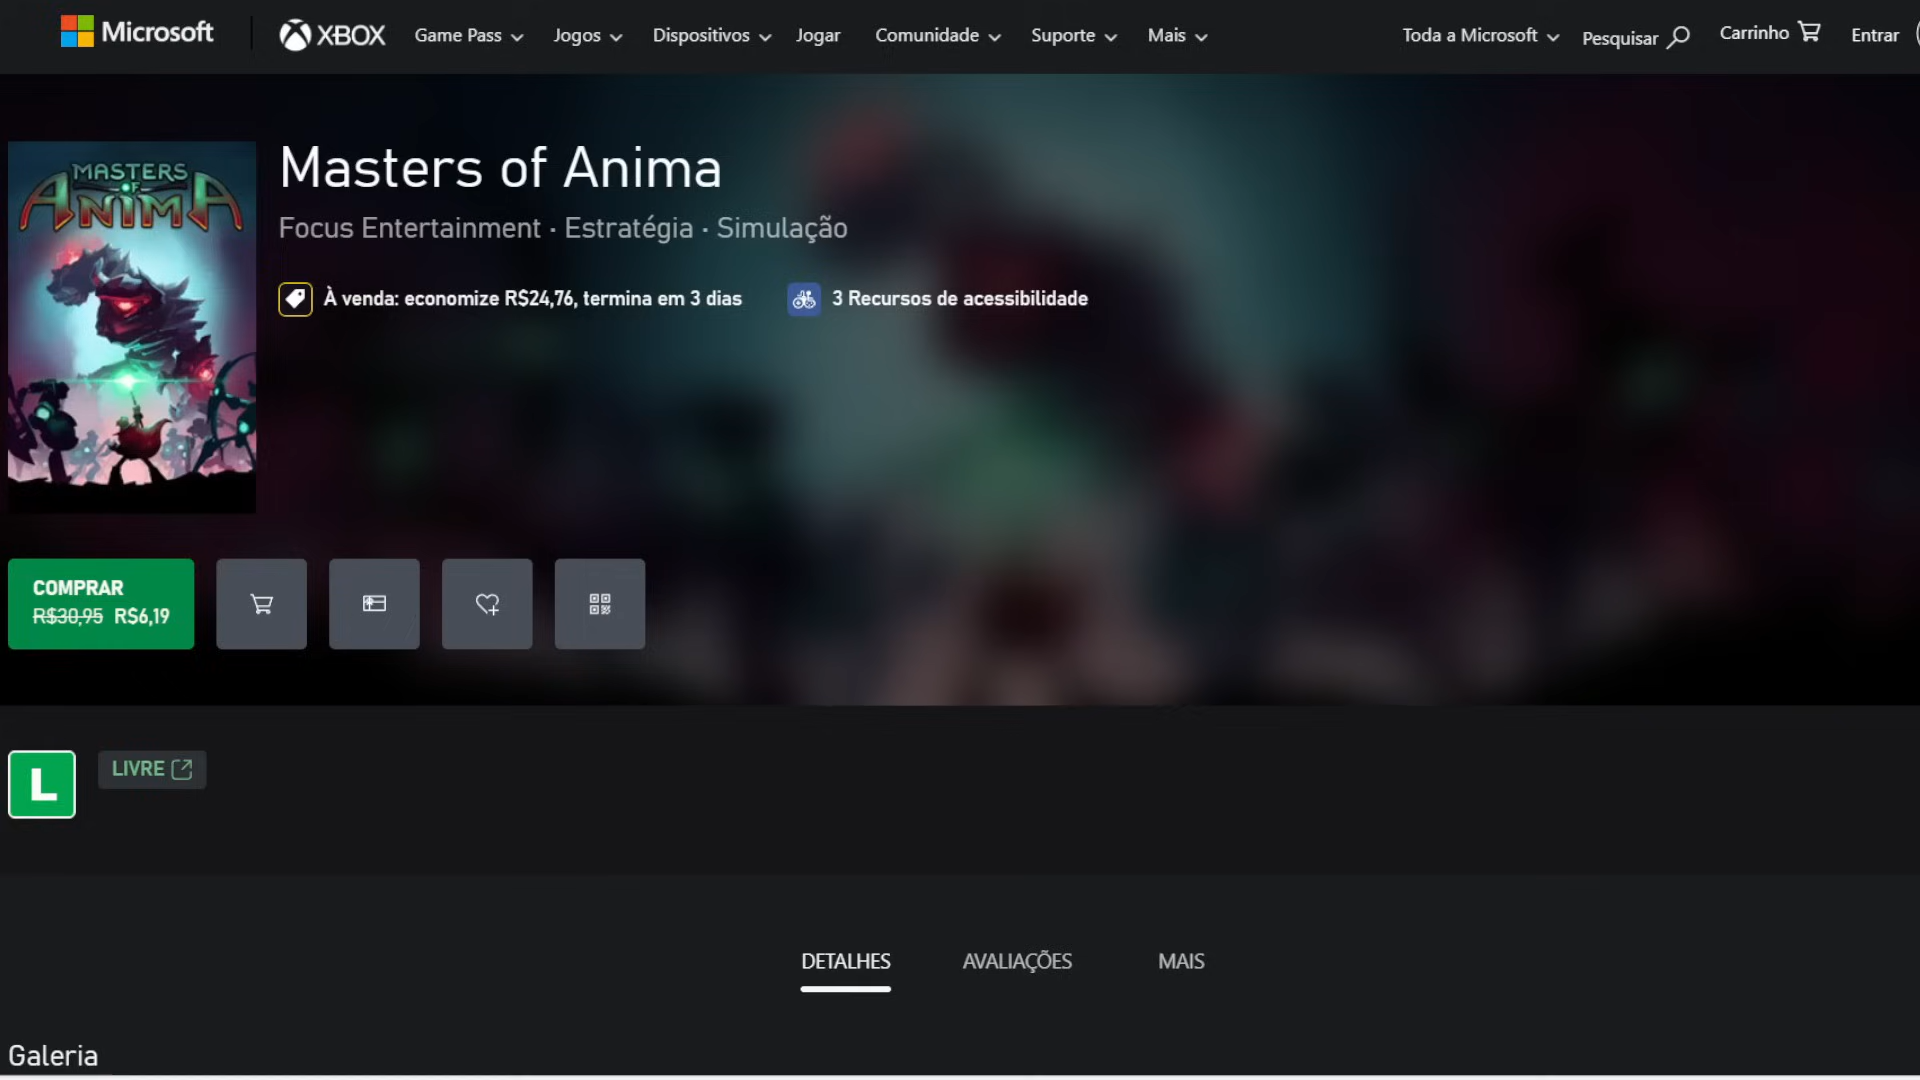 Microsoft
XBOX
Game Pass
Jogos
Dispositivos
Jogar
Comunidade
Suporte
Mais
Toda a Microsoft
Pesquisar
Carrinho
Entrar
MASTERS
OF
ANIMA
Masters of Anima
Focus Entertainment · Estratégia · Simulação
À venda: economize R$24,76, termina em 3 dias
3 Recursos de acessibilidade
COMPRAR
R$30,95 R$6,19
L
LIVRE
DETALHES
AVALIAÇÕES
MAIS
Galeria